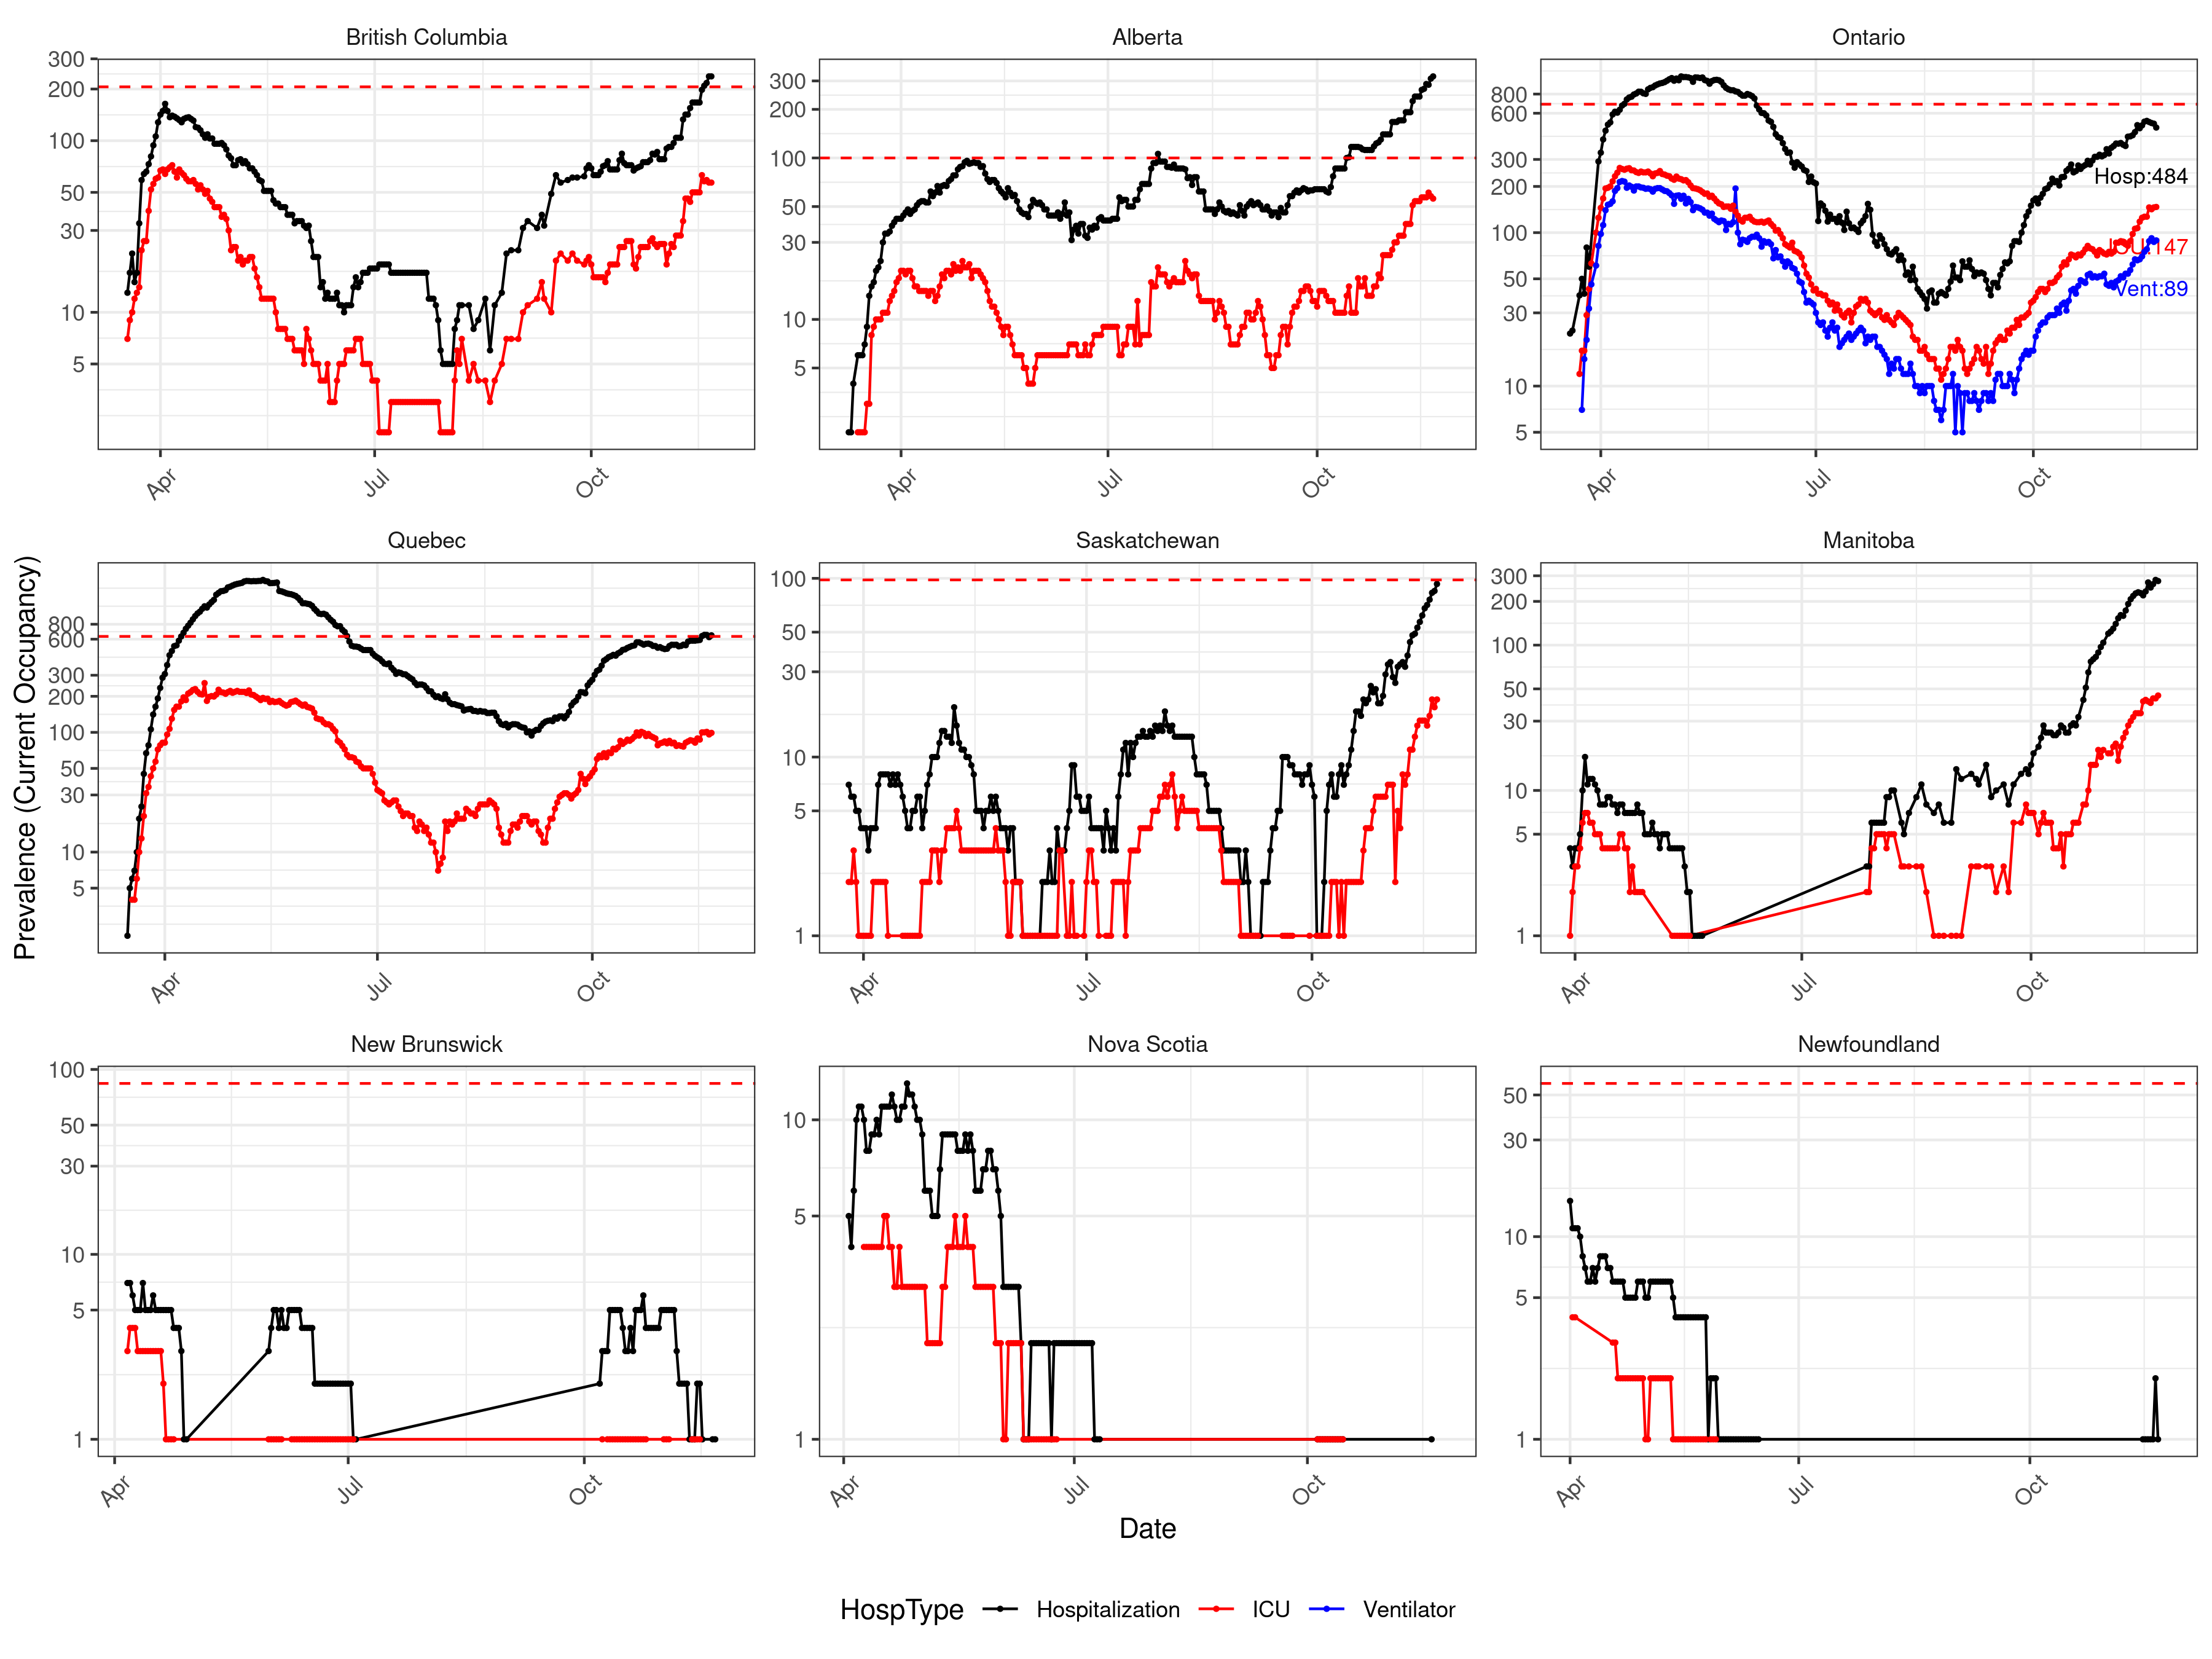 British Columbia
Alberta
Ontario
300
200
100
50
30
10
5
300
200
100
50
30
10
5
800
600
300
200
100
50
30
10
5
Hosp:484
ICU:147
Vent:89
Apr
Jul
Oct
Apr
Jul
Oct
Apr
Jul
Oct
Prevalence (Current Occupancy)
Quebec
Saskatchewan
Manitoba
800
600
300
200
100
50
30
10
5
100
50
30
10
5
1
300
200
100
50
30
10
5
1
Apr
Jul
Oct
Apr
Jul
Oct
Apr
Jul
Oct
New Brunswick
Nova Scotia
Newfoundland
100
50
30
10
5
1
10
5
1
50
30
10
5
1
Apr
Jul
Oct
Apr
Jul
Oct
Apr
Jul
Oct
Date
HospType Hospitalization ICU Ventilator